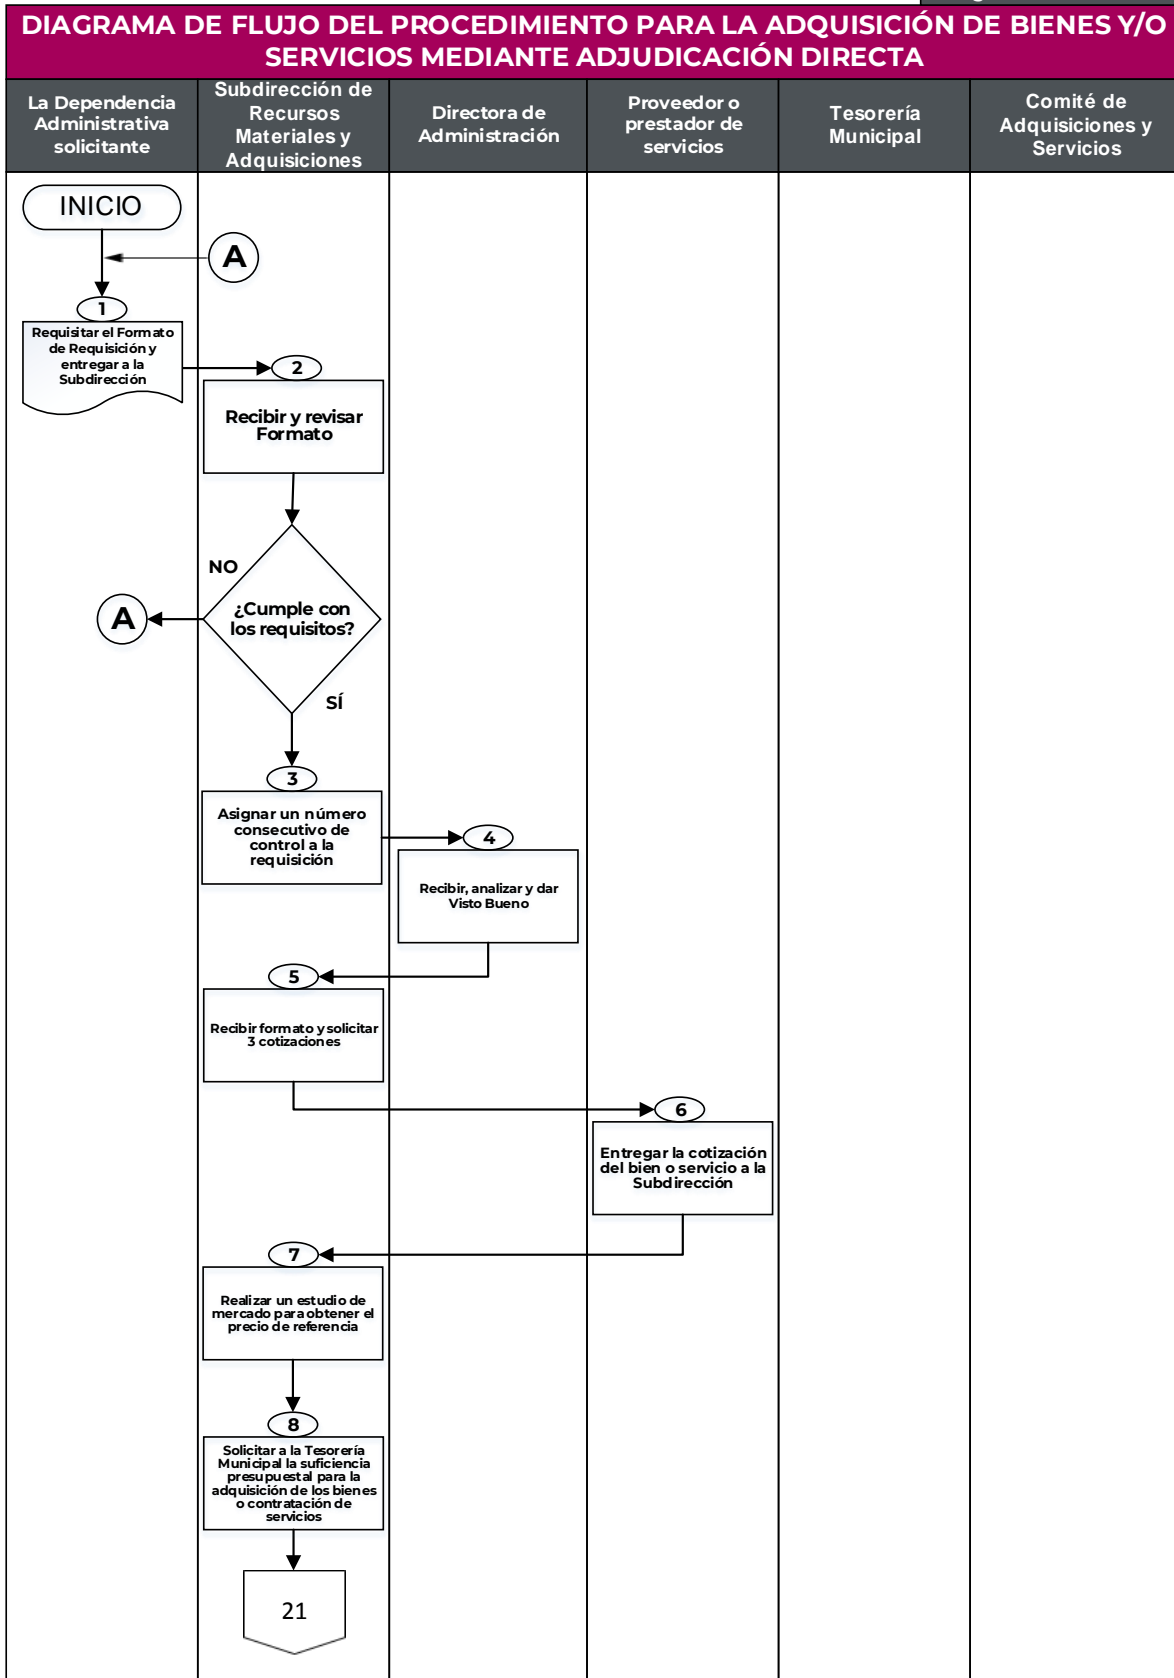 DIAGRAMA DE FLUJO DEL PROCEDIMIENTO PARA LA ADQUISICIÓN DE BIENES Y/O
SERVICIOS MEDIANTE ADJUDICACIÓN DIRECTA
La Dependencia
Administrativa
solicitante
Subdirección de
Recursos
Materiales y
Adquisiciones
Directora de
Administración
Proveedor o
prestador de
servicios
Tesorería
Municipal
Comité de
Adquisiciones y
Servicios
INICIO
A
1
Requisitar el Formato
de Requisición y
entregar a la
Subdirección
2
Recibir y revisar
Formato
NO
¿Cumple con
los requisitos?
A
SÍ
3
Asignar un número
consecutivo de
control a la
requisición
4
Recibir, analizar y dar
Visto Bueno
5
Recibir formato y solicitar
3 cotizaciones
6
Entregar la cotización
del bien o servicio a la
Subdirección
7
Realizar un estudio de
mercado para obtener el
precio de referencia
8
Solicitar a la Tesorería
Municipal la suficiencia
presupuestal para la
adquisición de los bienes
o contratación de
servicios
21